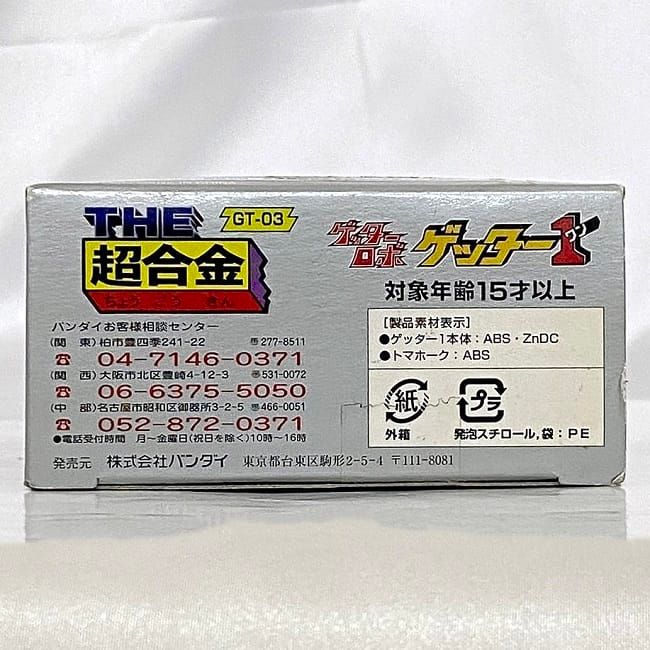 THE
超合金
ちょう ごう きん
GT-03
ゲッターロボ
ゲッター1
ワン
対象年齢15才以上
バンダイお客様相談センター
(関 東)柏市豊四季241-22 〠277-8511
☎ 04-7146-0371
(関 西)大阪市北区豊崎4-12-3 〠531-0072
☎ 06-6375-5050
(中 部)名古屋市昭和区御器所3-2-5 〠466-0051
☎ 052-872-0371
●電話受付時間 月～金曜日(祝日を除く)10時～16時
発売元 株式会社バンダイ 東京都台東区駒形2-5-4 〒111-8081
[製品素材表示]
●ゲッター1本体：ABS・ZnDC
●トマホーク：ABS
紙
外箱
プラ
発泡スチロール,袋：PE